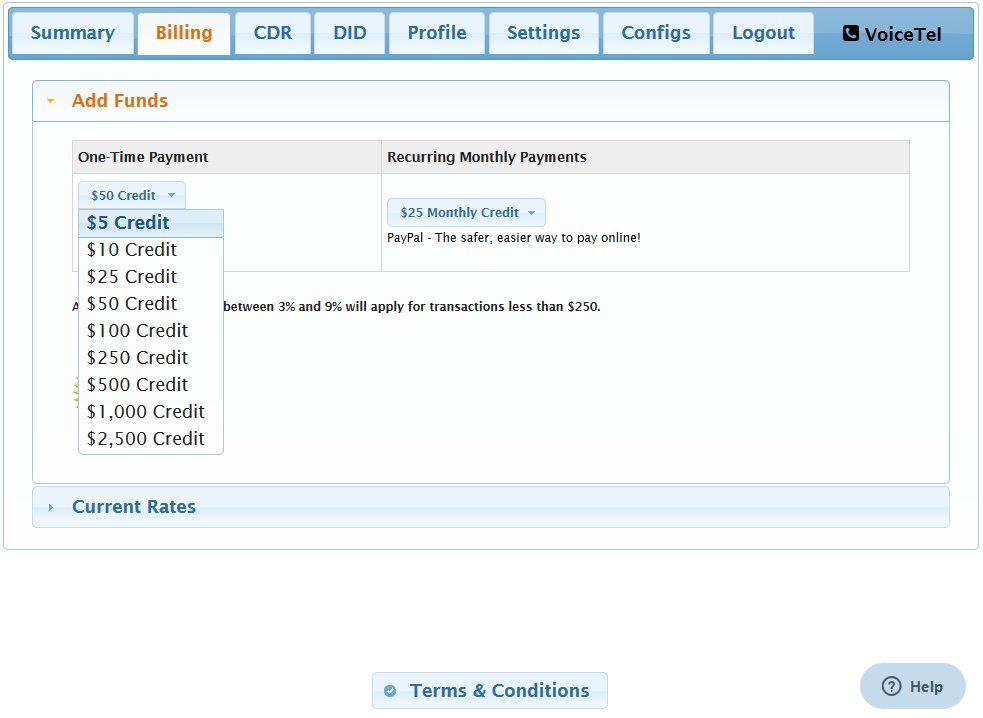 Summary Billing CDR DID Profile Settings Configs Logout VoiceTel
Add Funds
One-Time Payment Recurring Monthly Payments
$50 Credit
$25 Monthly Credit
PayPal - The safer, easier way to pay online!
$5 Credit
$10 Credit
$25 Credit
$50 Credit
$100 Credit
$250 Credit
$500 Credit
$1,000 Credit
$2,500 Credit
between 3% and 9% will apply for transactions less than $250.
Current Rates
Terms & Conditions
Help